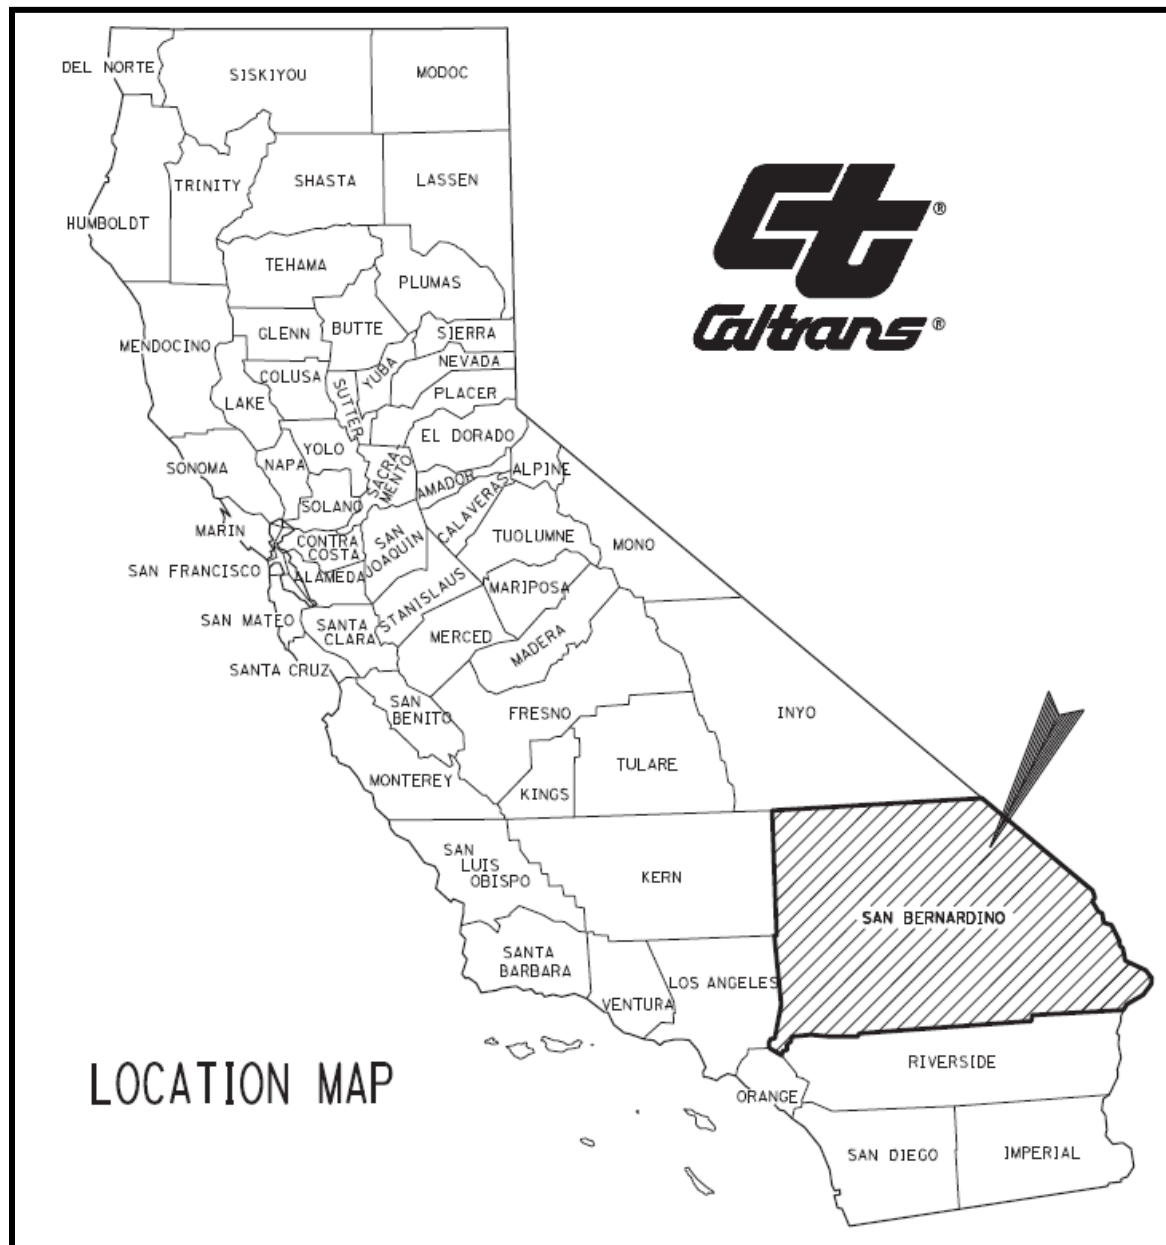 DEL NORTE
SISKIYOU
MODOC
TRINITY
SHASTA
LASSEN
HUMBOLDT
TEHAMA
PLUMAS
Ct ®
Caltrans ®
MENDOCINO
GLENN
BUTTE
SIERRA
NEVADA
YUBA
COLUSA
SUTTER
PLACER
LAKE
EL DORADO
YOLO
SONOMA
NAPA
SACRA-
MENTO
AMADOR
ALPINE
SOLANO
CALAVERAS
MARIN
CONTRA
COSTA
SAN
JOAQUIN
TUOLUMNE
MONO
SAN FRANCISCO
ALAMEDA
STANISLAUS
MARIPOSA
SAN MATEO
SANTA
CLARA
MERCED
MADERA
SANTA CRUZ
SAN
BENITO
FRESNO
INYO
MONTEREY
KINGS
TULARE
SAN
LUIS
OBISPO
KERN
SAN BERNARDINO
SANTA
BARBARA
VENTURA
LOS ANGELES
LOCATION MAP
ORANGE
RIVERSIDE
SAN DIEGO
IMPERIAL